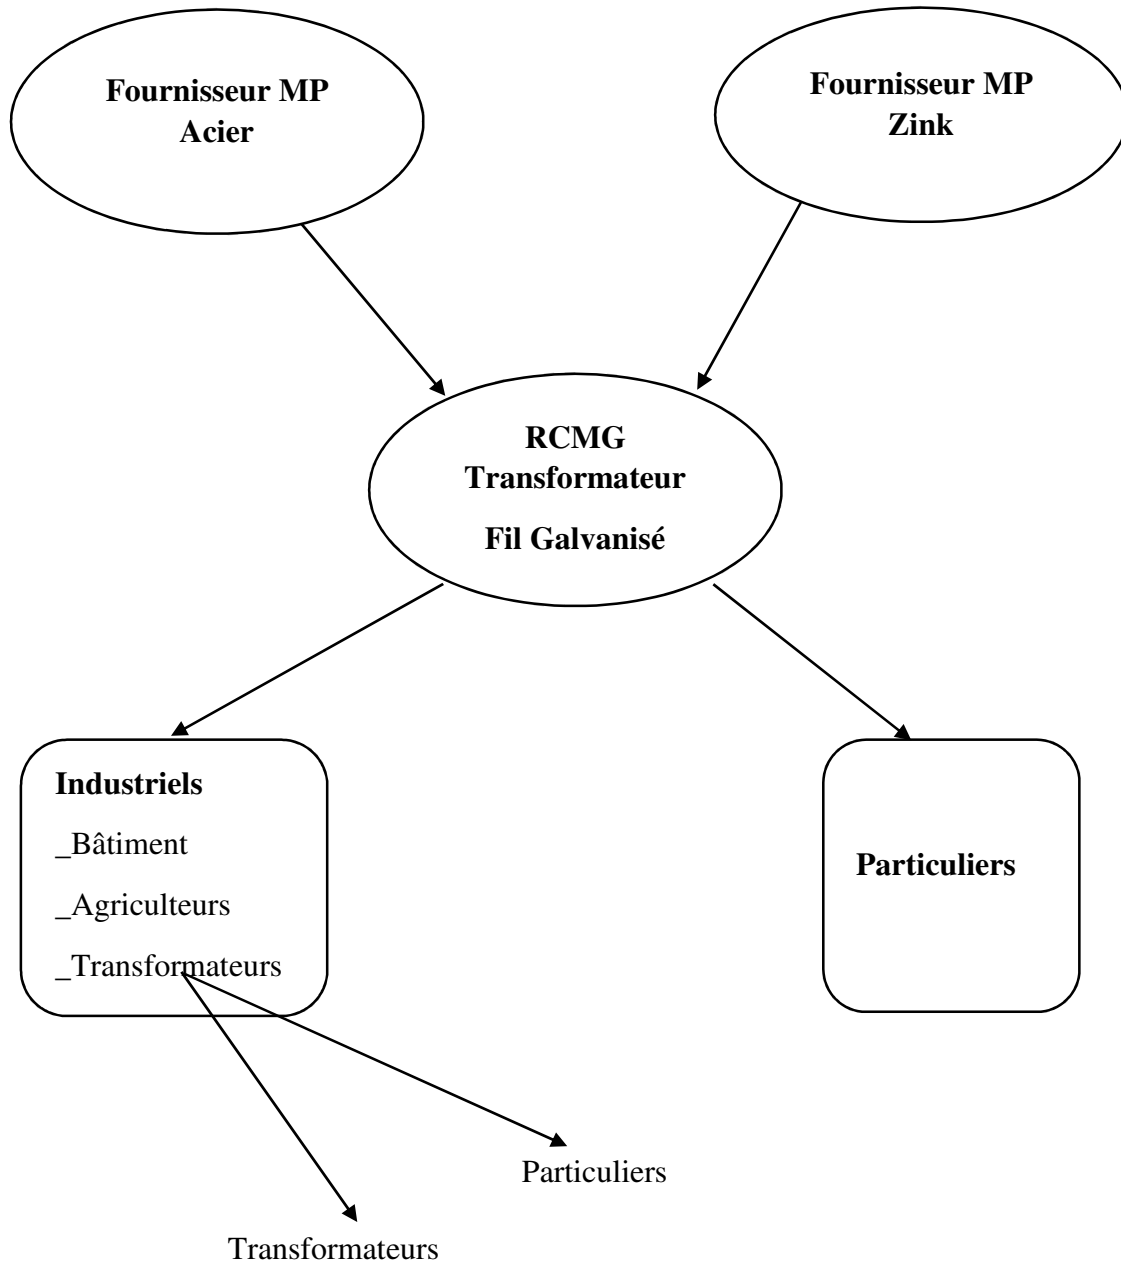 Fournisseur MP
Acier
Fournisseur MP
Zink
RCMG
Transformateur
Fil Galvanisé
Industriels
_Bâtiment
_Agriculteurs
_Transformateurs
Particuliers
Particuliers
Transformateurs